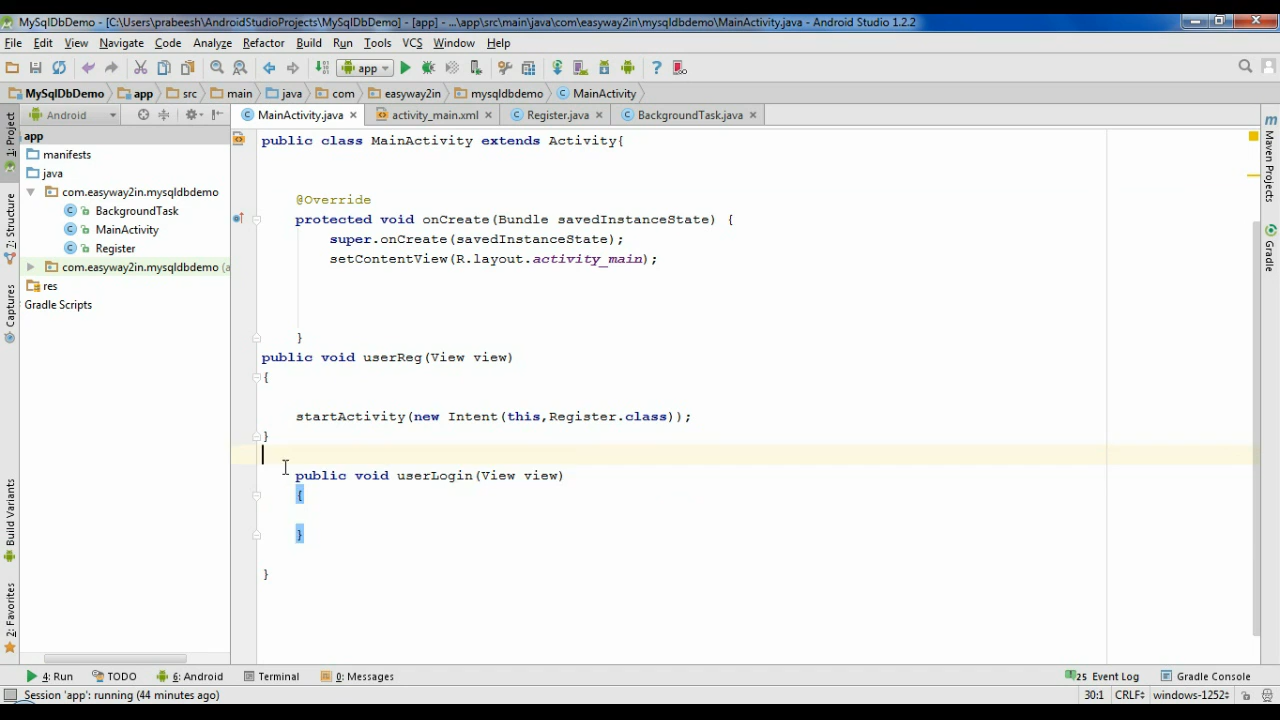 MySqlDbDemo - [C:\Users\prabeesh\AndroidStudioProjects\MySqlDbDemo] - [app] - ...\app\src\main\java\com\easyway2in\mysqldbdemo\MainActivity.java - Android Studio 1.2.2
File Edit View Navigate Code Analyze Refactor Build Run Tools VCS Window Help
app
MySqlDbDemo app src main java com easyway2in mysqldbdemo MainActivity
Android MainActivity.java activity_main.xml Register.java BackgroundTask.java
1: Project
7: Structure
Captures
Build Variants
2: Favorites
app
manifests
java
com.easyway2in.mysqldbdemo
BackgroundTask
MainActivity
Register
com.easyway2in.mysqldbdemo (a
res
Gradle Scripts
public class MainActivity extends Activity{
@Override
protected void onCreate(Bundle savedInstanceState) {
super.onCreate(savedInstanceState);
setContentView(R.layout.activity_main);
}
public void userReg(View view)
{
startActivity(new Intent(this,Register.class));
}
public void userLogin(View view)
{
}
}
Maven Projects
Gradle
4: Run TODO 6: Android Terminal 0: Messages 25 Event Log Gradle Console
Session 'app': running (44 minutes ago) 30:1 CRLF windows-1252